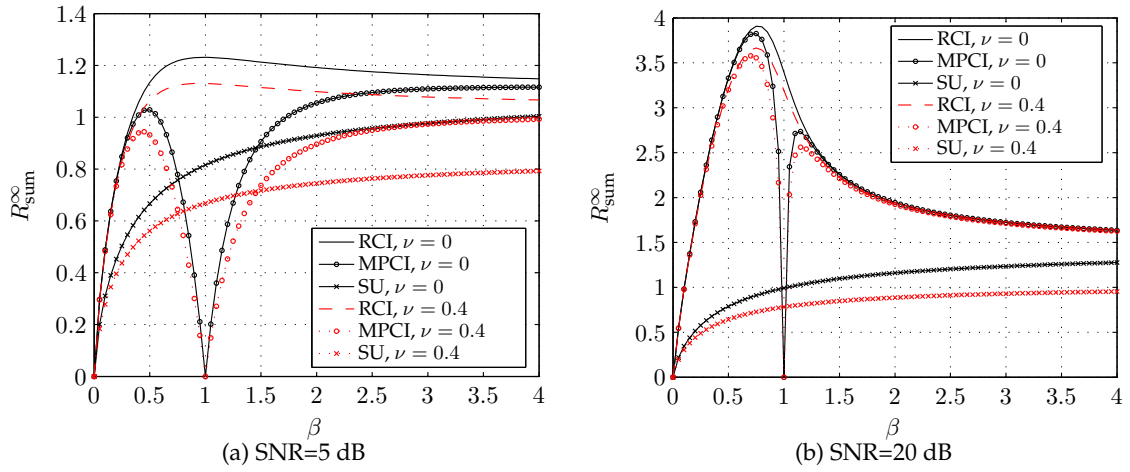 1.4
1.2
1
0.8
0.6
0.4
0.2
0
R∞sum
0 0.5 1 1.5 2 2.5 3 3.5 4
β
RCI, ν = 0
MPCI, ν = 0
SU, ν = 0
RCI, ν = 0.4
MPCI, ν = 0.4
SU, ν = 0.4
(a) SNR=5 dB
4
3.5
3
2.5
2
1.5
1
0.5
0
R∞sum
0 0.5 1 1.5 2 2.5 3 3.5 4
β
RCI, ν = 0
MPCI, ν = 0
SU, ν = 0
RCI, ν = 0.4
MPCI, ν = 0.4
SU, ν = 0.4
(b) SNR=20 dB